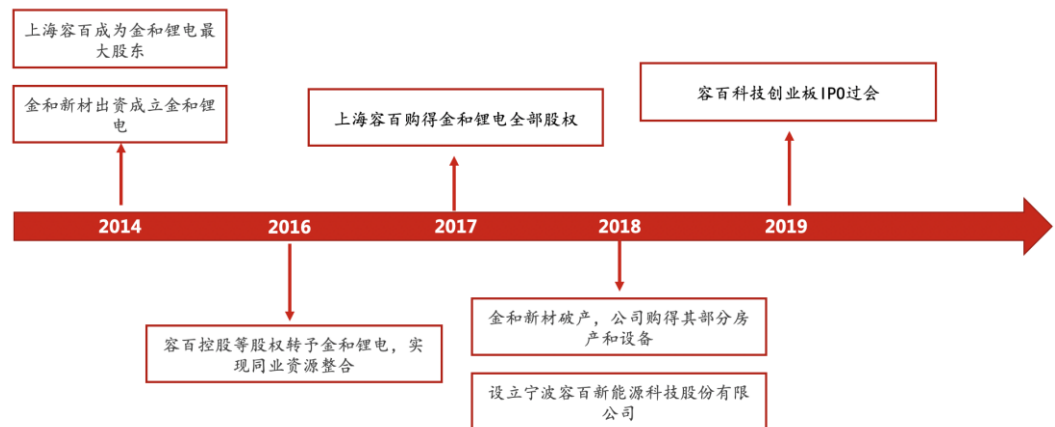 上海容百成为金和锂电最
大股东
金和新材出资成立金和锂
电
上海容百购得金和锂电全部股权
容百科技创业板IPO过会
2014
2016
2017
2018
2019
容百控股等股权转予金和锂电，实
现同业资源整合
金和新材破产，公司购得其部分房
产和设备
设立宁波容百新能源科技股份有限
公司